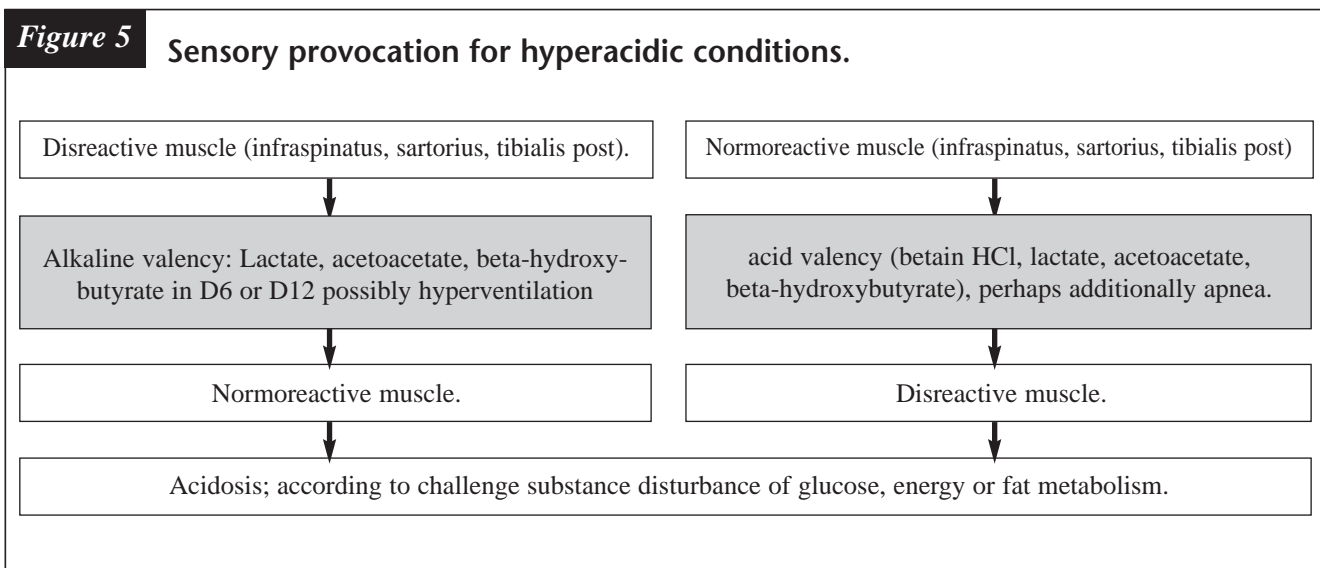 Figure 5
Sensory provocation for hyperacidic conditions.
Disreactive muscle (infraspinatus, sartorius, tibialis post).
Alkaline valency: Lactate, acetoacetate, beta-hydroxy-
butyrate in D6 or D12 possibly hyperventilation
Normoreactive muscle.
Normoreactive muscle (infraspinatus, sartorius, tibialis post)
acid valency (betain HCl, lactate, acetoacetate,
beta-hydroxybutyrate), perhaps additionally apnea.
Disreactive muscle.
Acidosis; according to challenge substance disturbance of glucose, energy or fat metabolism.